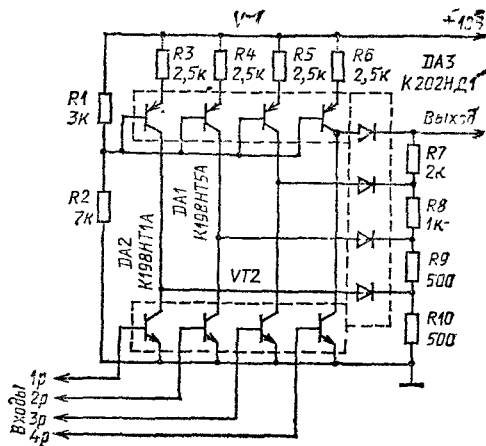 +10В
R3
2,5к
R4
2,5к
R5
2,5к
R6
2,5к
DA3
К202НД1
R1
3к
Выход
R7
2к
R2
7к
DA1
К198НТ5А
R8
1к
DA2
К198НТ1А
VT2
R9
500
R10
500
Входы
1р
2р
3р
4р